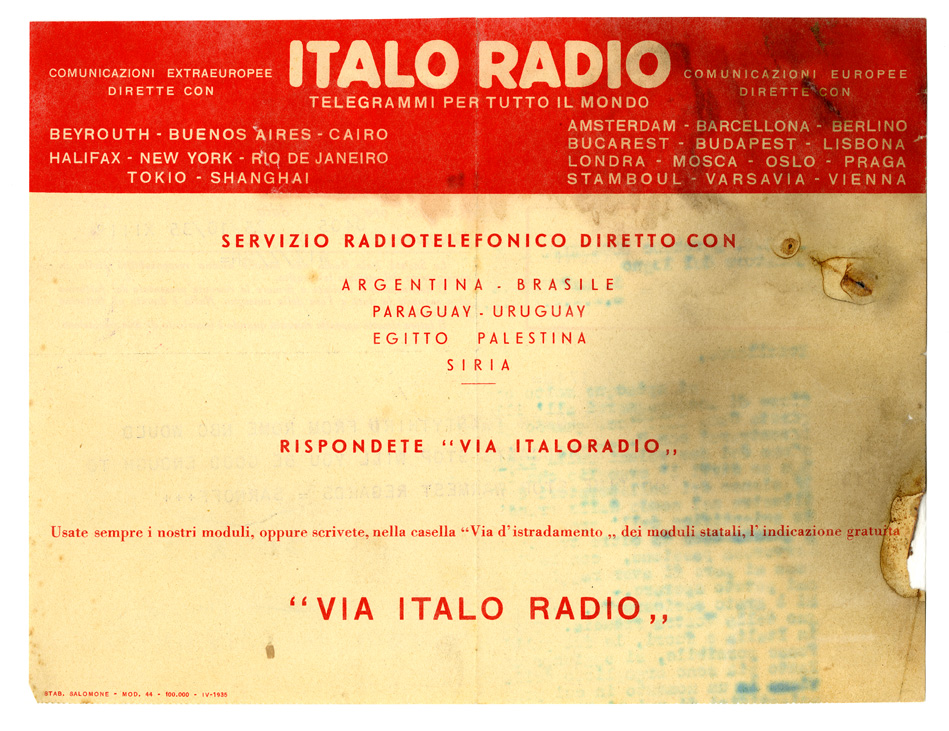 ITALO RADIO
TELEGRAMMI PER TUTTO IL MONDO
COMUNICAZIONI EXTRAEUROPEE
DIRETTE CON
BEYROUTH - BUENOS AIRES - CAIRO
HALIFAX - NEW YORK - RIO DE JANEIRO
TOKIO - SHANGHAI
COMUNICAZIONI EUROPEE
DIRETTE CON
AMSTERDAM - BARCELLONA - BERLINO
BUCAREST - BUDAPEST - LISBONA
LONDRA - MOSCA - OSLO - PRAGA
STAMBOUL - VARSAVIA - VIENNA
SERVIZIO RADIOTELEFONICO DIRETTO CON
ARGENTINA - BRASILE
PARAGUAY - URUGUAY
EGITTO PALESTINA
SIRIA
RISPONDETE “VIA ITALORADIO„
Usate sempre i nostri moduli, oppure scrivete, nella casella “Via d'istradamento „ dei moduli statali, l'indicazione gratuita
“VIA ITALO RADIO„
STAB. SALOMONE - MOD. 44 - 100.000 - IV-1935